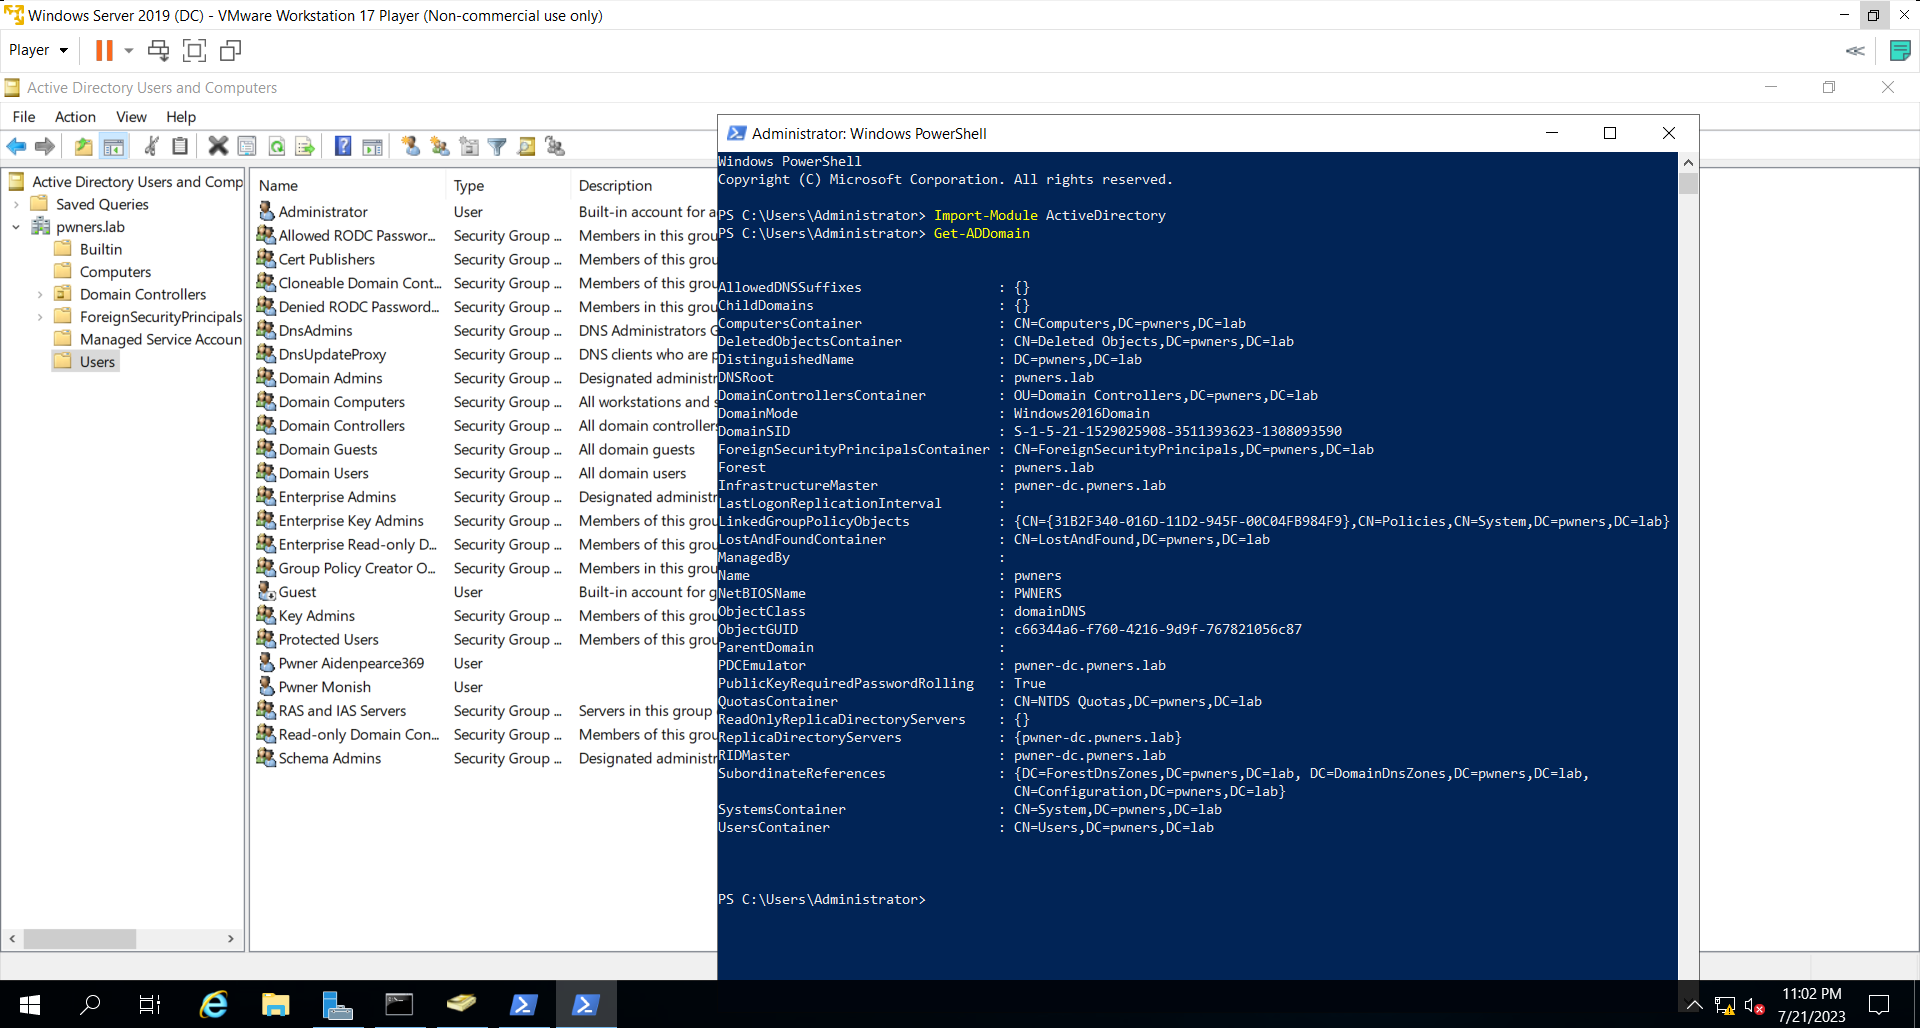 Windows Server 2019 (DC) - VMware Workstation 17 Player (Non-commercial use only)
Player
Active Directory Users and Computers
File Action View Help
Active Directory Users and Comp
Saved Queries
pwners.lab
Builtin
Computers
Domain Controllers
ForeignSecurityPrincipals
Managed Service Accoun
Users
Name Type Description
Administrator User Built-in account for a
Allowed RODC Passwor... Security Group ... Members in this grou
Cert Publishers Security Group ... Members of this grou
Cloneable Domain Cont... Security Group ... Members of this grou
Denied RODC Password... Security Group ... Members in this grou
DnsAdmins Security Group ... DNS Administrators G
DnsUpdateProxy Security Group ... DNS clients who are p
Domain Admins Security Group ... Designated administr
Domain Computers Security Group ... All workstations and s
Domain Controllers Security Group ... All domain controller
Domain Guests Security Group ... All domain guests
Domain Users Security Group ... All domain users
Enterprise Admins Security Group ... Designated administr
Enterprise Key Admins Security Group ... Members of this grou
Enterprise Read-only D... Security Group ... Members of this grou
Group Policy Creator O... Security Group ... Members in this grou
Guest User Built-in account for g
Key Admins Security Group ... Members of this grou
Protected Users Security Group ... Members of this grou
Pwner Aidenpearce369 User
Pwner Monish User
RAS and IAS Servers Security Group ... Servers in this group
Read-only Domain Con... Security Group ... Members of this grou
Schema Admins Security Group ... Designated administr
Administrator: Windows PowerShell
Windows PowerShell
Copyright (C) Microsoft Corporation. All rights reserved.
PS C:\Users\Administrator> Import-Module ActiveDirectory
PS C:\Users\Administrator> Get-ADDomain
AllowedDNSSuffixes : {}
ChildDomains : {}
ComputersContainer : CN=Computers,DC=pwners,DC=lab
DeletedObjectsContainer : CN=Deleted Objects,DC=pwners,DC=lab
DistinguishedName : DC=pwners,DC=lab
DNSRoot : pwners.lab
DomainControllersContainer : OU=Domain Controllers,DC=pwners,DC=lab
DomainMode : Windows2016Domain
DomainSID : S-1-5-21-1529025908-3511393623-1308093590
ForeignSecurityPrincipalsContainer : CN=ForeignSecurityPrincipals,DC=pwners,DC=lab
Forest : pwners.lab
InfrastructureMaster : pwner-dc.pwners.lab
LastLogonReplicationInterval :
LinkedGroupPolicyObjects : {CN={31B2F340-016D-11D2-945F-00C04FB984F9},CN=Policies,CN=System,DC=pwners,DC=lab}
LostAndFoundContainer : CN=LostAndFound,DC=pwners,DC=lab
ManagedBy :
Name : pwners
NetBIOSName : PWNERS
ObjectClass : domainDNS
ObjectGUID : c66344a6-f760-4216-9d9f-767821056c87
ParentDomain :
PDCEmulator : pwner-dc.pwners.lab
PublicKeyRequiredPasswordRolling : True
QuotasContainer : CN=NTDS Quotas,DC=pwners,DC=lab
ReadOnlyReplicaDirectoryServers : {}
ReplicaDirectoryServers : {pwner-dc.pwners.lab}
RIDMaster : pwner-dc.pwners.lab
SubordinateReferences : {DC=ForestDnsZones,DC=pwners,DC=lab, DC=DomainDnsZones,DC=pwners,DC=lab,
CN=Configuration,DC=pwners,DC=lab}
SystemsContainer : CN=System,DC=pwners,DC=lab
UsersContainer : CN=Users,DC=pwners,DC=lab
PS C:\Users\Administrator>
11:02 PM
7/21/2023